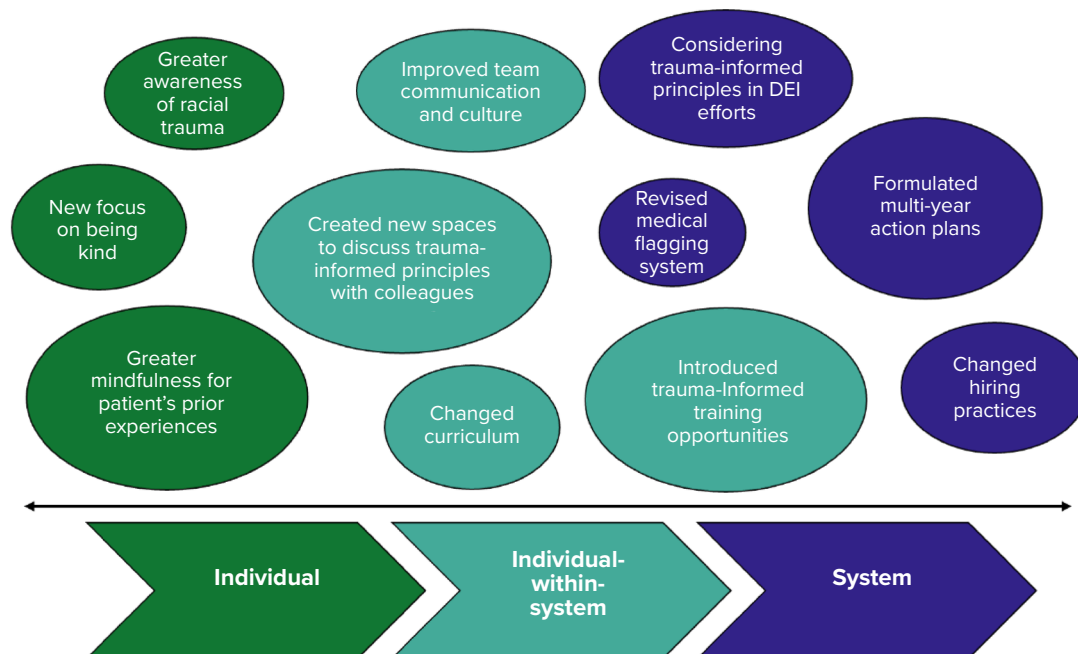 Greater
awareness
of racial
trauma
Improved team
communication
and culture
Considering
trauma-informed
principles in DEI
efforts
New focus
on being
kind
Created new spaces
to discuss trauma-
informed principles
with colleagues
Revised
medical
flagging
system
Formulated
multi-year
action plans
Greater
mindfulness for
patient’s prior
experiences
Changed
curriculum
Introduced
trauma-Informed
training
opportunities
Changed
hiring
practices
Individual
Individual-
within-
system
System